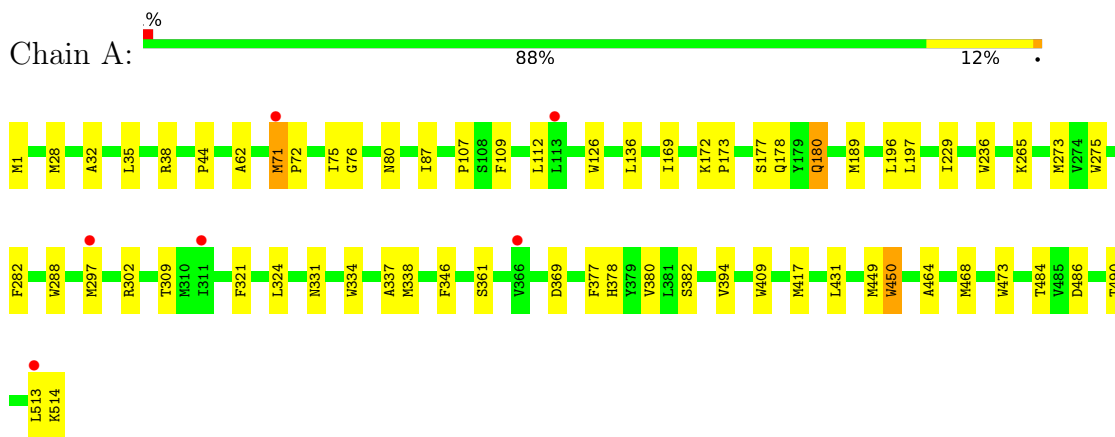 .%
Chain A:
88% 12% •
M1 M28 A32 L35 R38 P44 A62 M71 P72 I75 G76 N80 I87 P107 S108 F109 L112 L113 W126 L136 I169 K172 P173 S177 Q178 Y179 Q180 M189 L196 L197 I229 W236 K265 M273 V274 W275
F282 W288 M297 R302 T309 M310 I311 F321 L324 N331 W334 A337 M338 F346 S361 V366 D369 F377 H378 Y379 V380 L381 S382 V394 W409 M417 L431 M449 W450 A464 M468 W473 T484 V485 D486
L513 K514